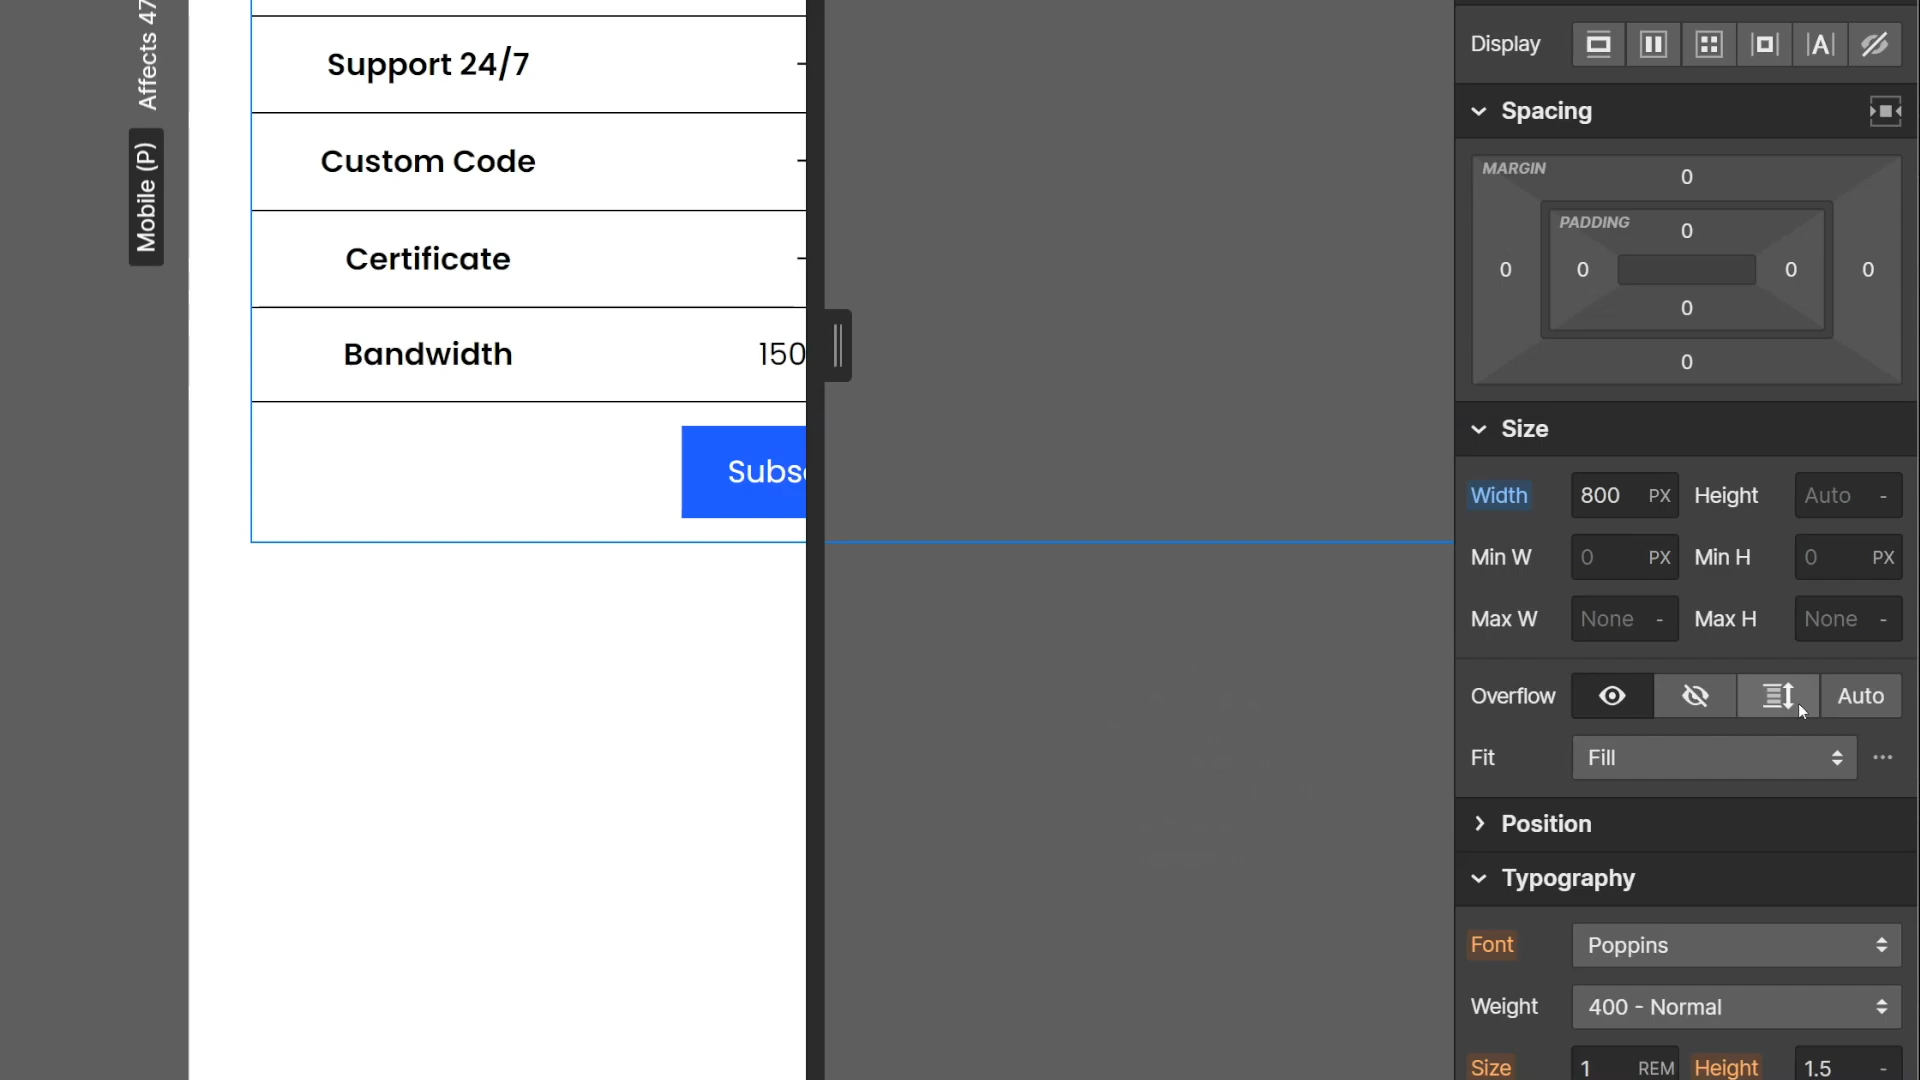 Affects 47
Mobile (P)
Support 24/7
-
Custom Code
-
Certificate
-
Bandwidth 150
Subsc
Display
Spacing
MARGIN
0
PADDING
0
0 0 0 0
0
0
Size
Width 800 PX Height Auto -
Min W 0 PX Min H 0 PX
Max W None - Max H None -
Overflow Auto
Fit Fill
Position
Typography
Font Poppins
Weight 400 - Normal
Size 1 REM Height 1.5 -